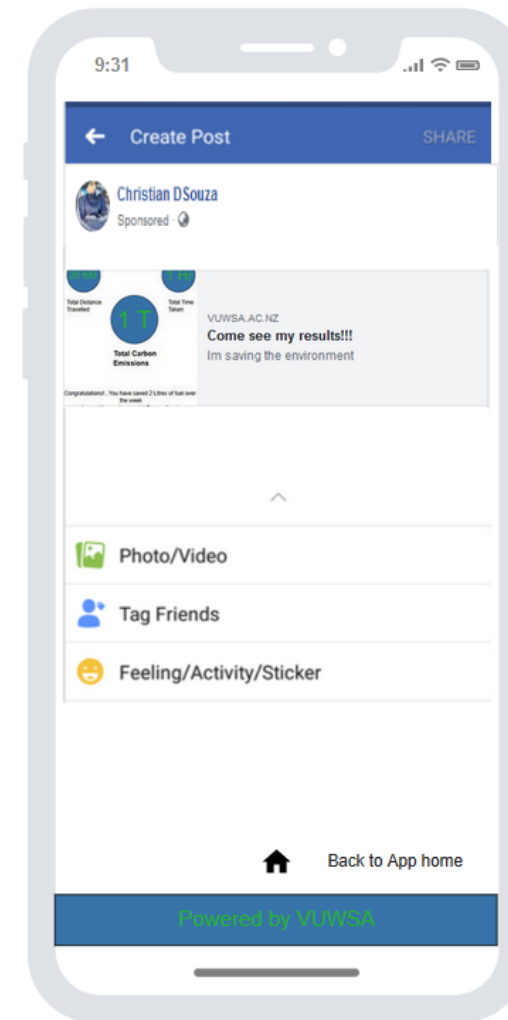 9:31
Create Post SHARE
Christian DSouza
Sponsored ·
1 Hr
Total Distance
Travelled
Total Time
Taken
1 T
Total Carbon
Emissions
Congratulations!.. You have saved 2 Litres of fuel over
the week
VUWSA.AC.NZ
Come see my results!!!
Im saving the environment
Photo/Video
Tag Friends
Feeling/Activity/Sticker
Back to App home
Powered by VUWSA